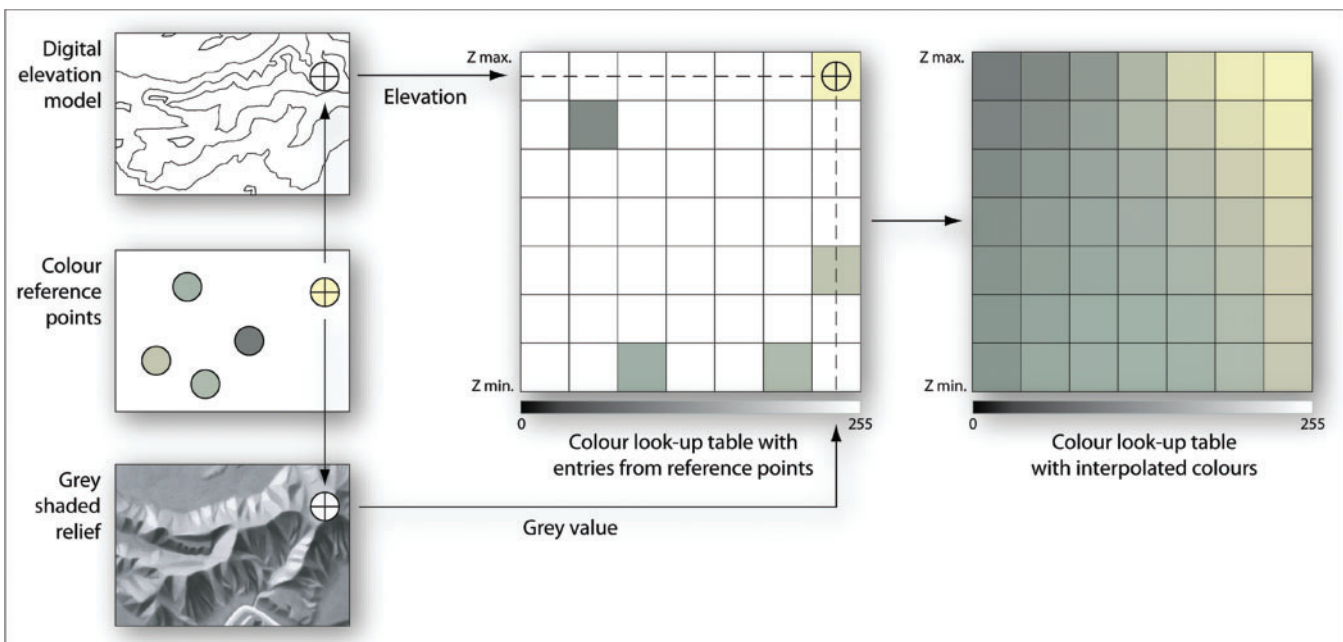 Digital
elevation
model
Elevation
Colour
reference
points
Grey
shaded
relief
Grey value
Z max.
Z min.
0
255
Colour look-up table with
entries from reference points
Z max.
Z min.
0
255
Colour look-up table
with interpolated colours